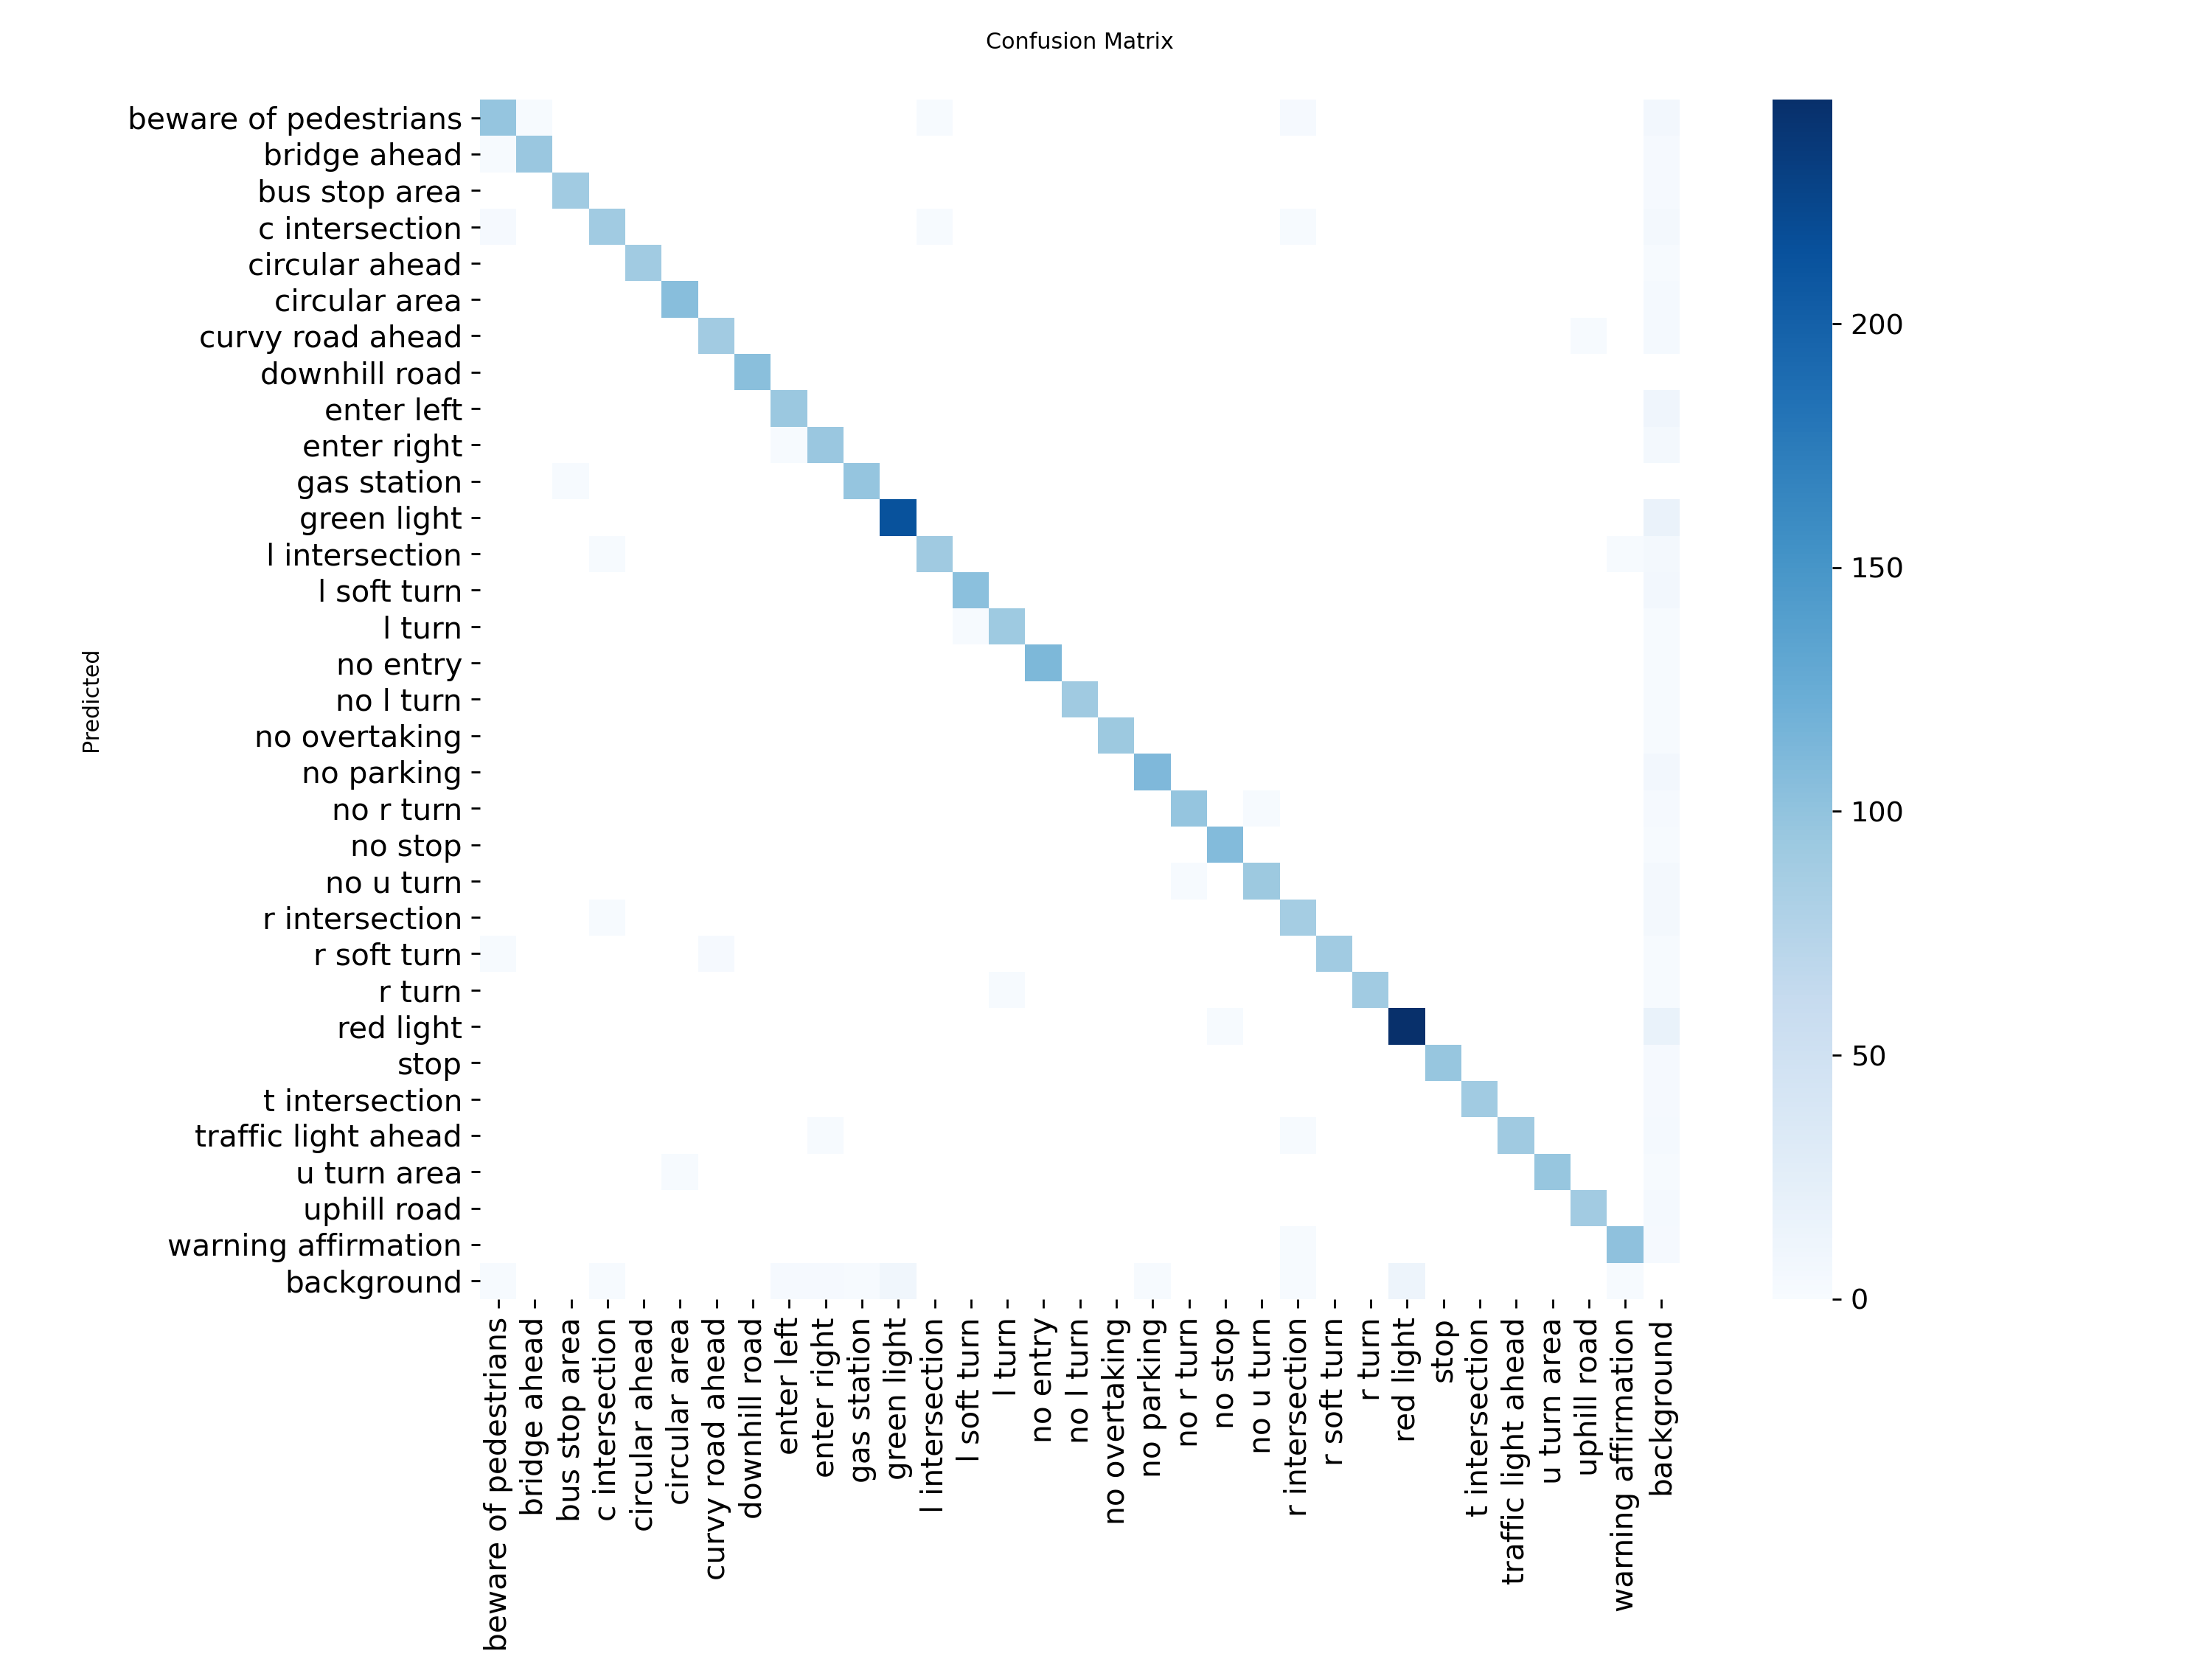 Confusion Matrix
beware of pedestrians
bridge ahead
bus stop area
c intersection
circular ahead
circular area
curvy road ahead
downhill road
enter left
enter right
gas station
green light
l intersection
l soft turn
l turn
no entry
no l turn
no overtaking
no parking
no r turn
no stop
no u turn
r intersection
r soft turn
r turn
red light
stop
t intersection
traffic light ahead
u turn area
uphill road
warning affirmation
background
Predicted
beware of pedestrians
bridge ahead
bus stop area
c intersection
circular ahead
circular area
curvy road ahead
downhill road
enter left
enter right
gas station
green light
l intersection
l soft turn
l turn
no entry
no l turn
no overtaking
no parking
no r turn
no stop
no u turn
r intersection
r soft turn
r turn
red light
stop
t intersection
traffic light ahead
u turn area
uphill road
warning affirmation
background
200
150
100
50
0